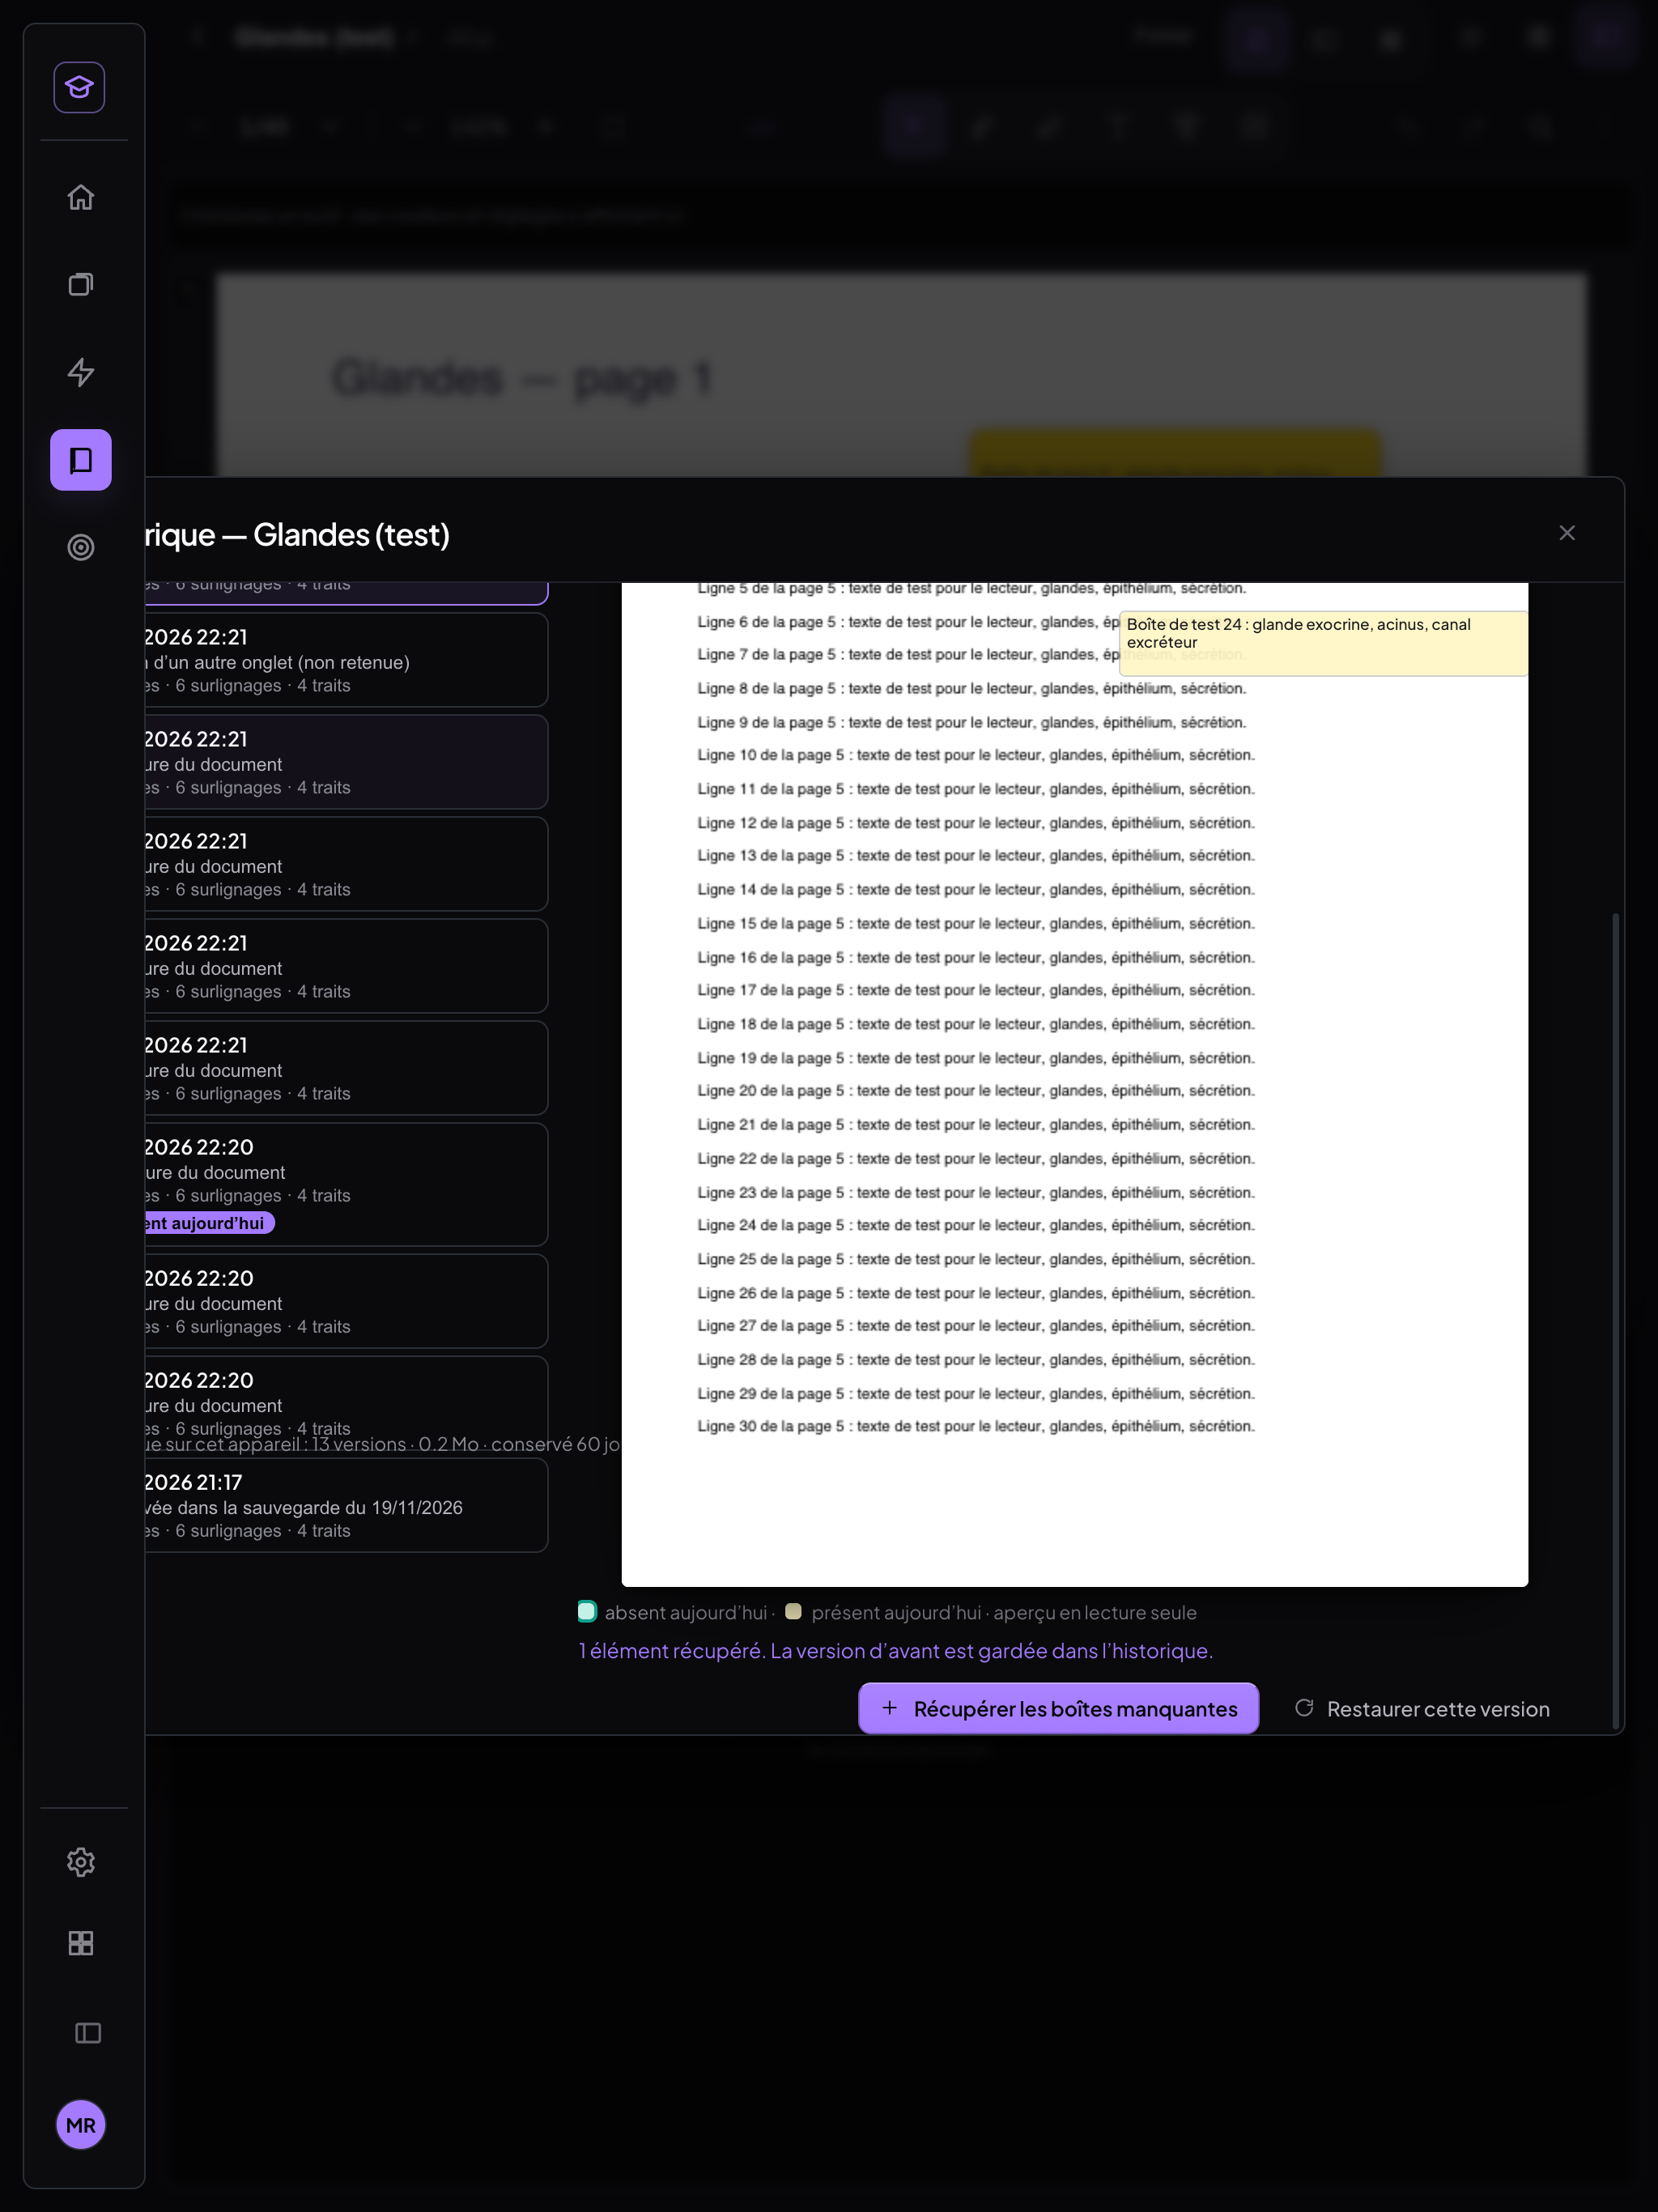 Glandes (test)
Glandes — page 1
rique — Glandes (test)
es · 6 surlignages · 4 traits
2026 22:21
n d’un autre onglet (non retenue)
es · 6 surlignages · 4 traits
2026 22:21
ure du document
es · 6 surlignages · 4 traits
2026 22:21
ure du document
es · 6 surlignages · 4 traits
2026 22:21
ure du document
es · 6 surlignages · 4 traits
2026 22:21
ure du document
es · 6 surlignages · 4 traits
2026 22:20
ure du document
es · 6 surlignages · 4 traits
ent aujourd’hui
2026 22:20
ure du document
es · 6 surlignages · 4 traits
2026 22:20
ure du document
es · 6 surlignages · 4 traits
ue sur cet appareil : 13 versions · 0.2 Mo · conservé 60 jo
2026 21:17
vée dans la sauvegarde du 19/11/2026
es · 6 surlignages · 4 traits
Ligne 5 de la page 5 : texte de test pour le lecteur, glandes, épithélium, sécrétion.
Ligne 6 de la page 5 : texte de test pour le lecteur, glandes, ép
Boîte de test 24 : glande exocrine, acinus, canal
excréteur
Ligne 7 de la page 5 : texte de test pour le lecteur, glandes, épithélium, sécrétion.
Ligne 8 de la page 5 : texte de test pour le lecteur, glandes, épithélium, sécrétion.
Ligne 9 de la page 5 : texte de test pour le lecteur, glandes, épithélium, sécrétion.
Ligne 10 de la page 5 : texte de test pour le lecteur, glandes, épithélium, sécrétion.
Ligne 11 de la page 5 : texte de test pour le lecteur, glandes, épithélium, sécrétion.
Ligne 12 de la page 5 : texte de test pour le lecteur, glandes, épithélium, sécrétion.
Ligne 13 de la page 5 : texte de test pour le lecteur, glandes, épithélium, sécrétion.
Ligne 14 de la page 5 : texte de test pour le lecteur, glandes, épithélium, sécrétion.
Ligne 15 de la page 5 : texte de test pour le lecteur, glandes, épithélium, sécrétion.
Ligne 16 de la page 5 : texte de test pour le lecteur, glandes, épithélium, sécrétion.
Ligne 17 de la page 5 : texte de test pour le lecteur, glandes, épithélium, sécrétion.
Ligne 18 de la page 5 : texte de test pour le lecteur, glandes, épithélium, sécrétion.
Ligne 19 de la page 5 : texte de test pour le lecteur, glandes, épithélium, sécrétion.
Ligne 20 de la page 5 : texte de test pour le lecteur, glandes, épithélium, sécrétion.
Ligne 21 de la page 5 : texte de test pour le lecteur, glandes, épithélium, sécrétion.
Ligne 22 de la page 5 : texte de test pour le lecteur, glandes, épithélium, sécrétion.
Ligne 23 de la page 5 : texte de test pour le lecteur, glandes, épithélium, sécrétion.
Ligne 24 de la page 5 : texte de test pour le lecteur, glandes, épithélium, sécrétion.
Ligne 25 de la page 5 : texte de test pour le lecteur, glandes, épithélium, sécrétion.
Ligne 26 de la page 5 : texte de test pour le lecteur, glandes, épithélium, sécrétion.
Ligne 27 de la page 5 : texte de test pour le lecteur, glandes, épithélium, sécrétion.
Ligne 28 de la page 5 : texte de test pour le lecteur, glandes, épithélium, sécrétion.
Ligne 29 de la page 5 : texte de test pour le lecteur, glandes, épithélium, sécrétion.
Ligne 30 de la page 5 : texte de test pour le lecteur, glandes, épithélium, sécrétion.
absent aujourd’hui · présent aujourd’hui · aperçu en lecture seule
1 élément récupéré. La version d’avant est gardée dans l’historique.
Récupérer les boîtes manquantes
Restaurer cette version
MR